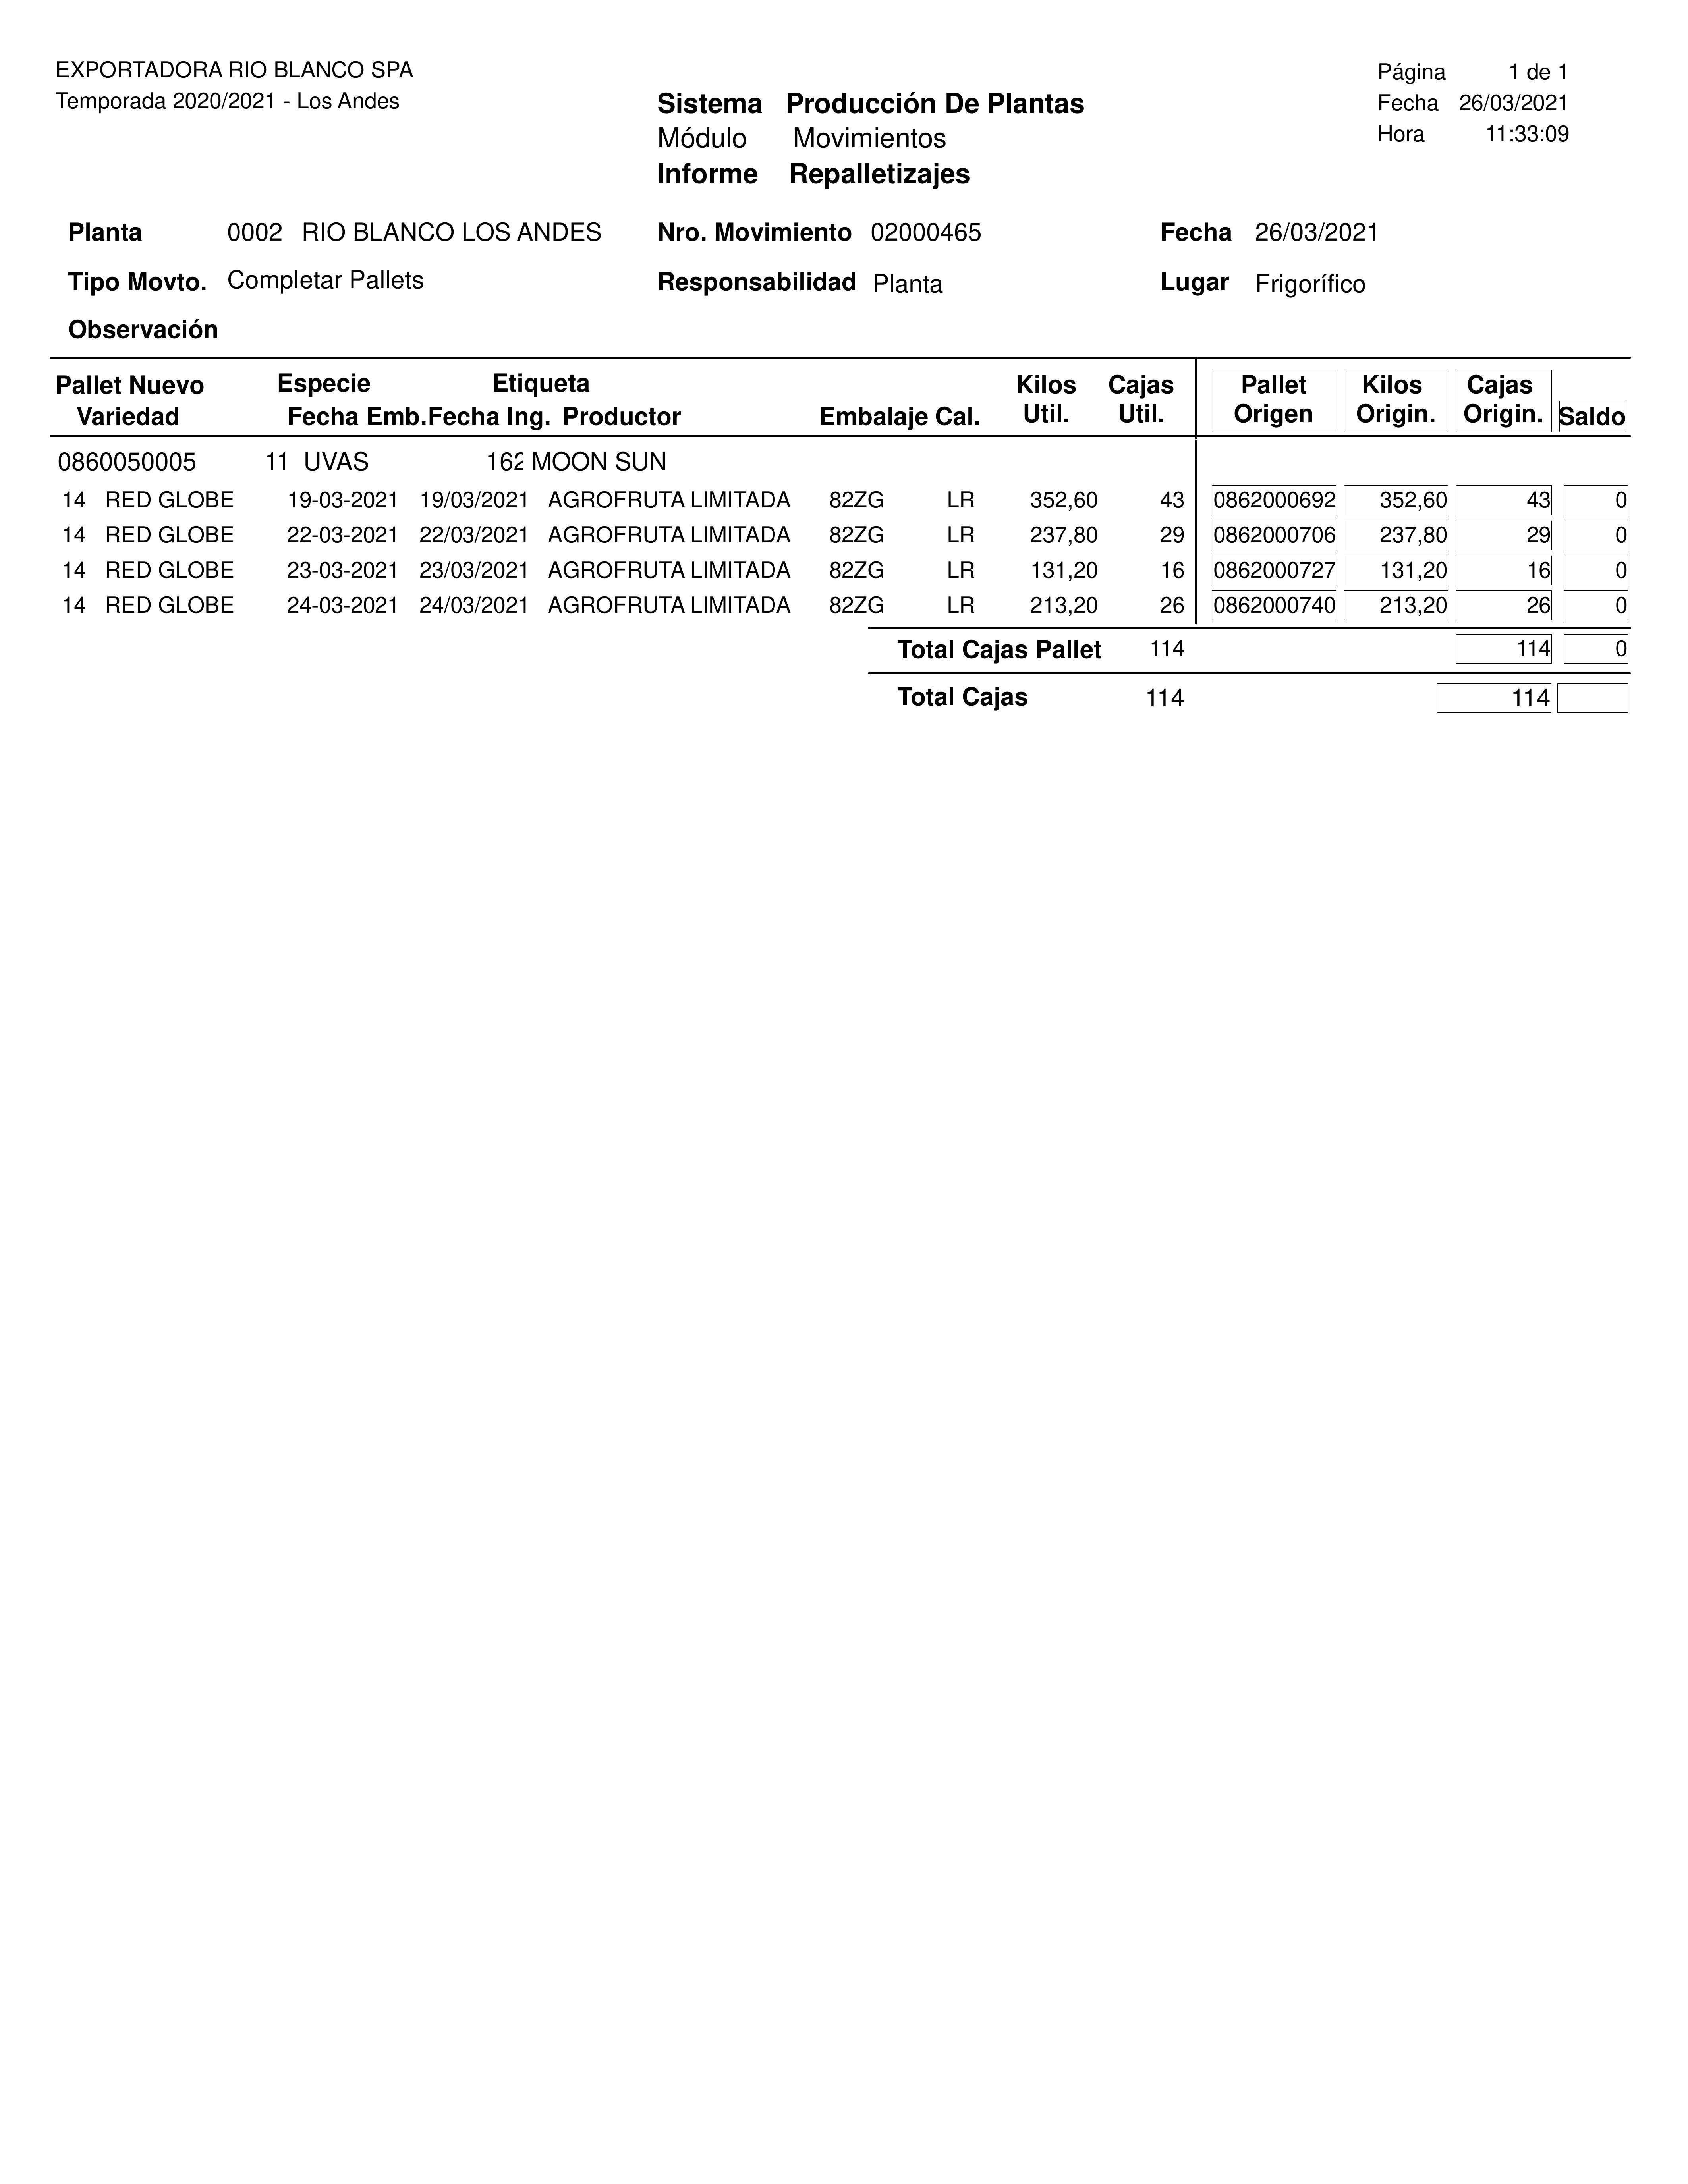 EXPORTADORA RIO BLANCO SPA
Temporada 2020/2021 - Los Andes
Página 1 de 1
Fecha 26/03/2021
Hora 11:33:09
Sistema Producción De Plantas
Módulo Movimientos
Informe Repalletizajes
Planta 0002 RIO BLANCO LOS ANDES Nro. Movimiento 02000465 Fecha 26/03/2021
Tipo Movto. Completar Pallets Responsabilidad Planta Lugar Frigorífico
Observación
Pallet Nuevo Especie Etiqueta Kilos Cajas Pallet Kilos Cajas
Variedad Fecha Emb. Fecha Ing. Productor Embalaje Cal. Util. Util. Origen Origin. Origin. Saldo
0860050005 11 UVAS 162 MOON SUN
14 RED GLOBE 19-03-2021 19/03/2021 AGROFRUTA LIMITADA 82ZG LR 352,60 43 0862000692 352,60 43 0
14 RED GLOBE 22-03-2021 22/03/2021 AGROFRUTA LIMITADA 82ZG LR 237,80 29 0862000706 237,80 29 0
14 RED GLOBE 23-03-2021 23/03/2021 AGROFRUTA LIMITADA 82ZG LR 131,20 16 0862000727 131,20 16 0
14 RED GLOBE 24-03-2021 24/03/2021 AGROFRUTA LIMITADA 82ZG LR 213,20 26 0862000740 213,20 26 0
Total Cajas Pallet 114 114 0
Total Cajas 114 114